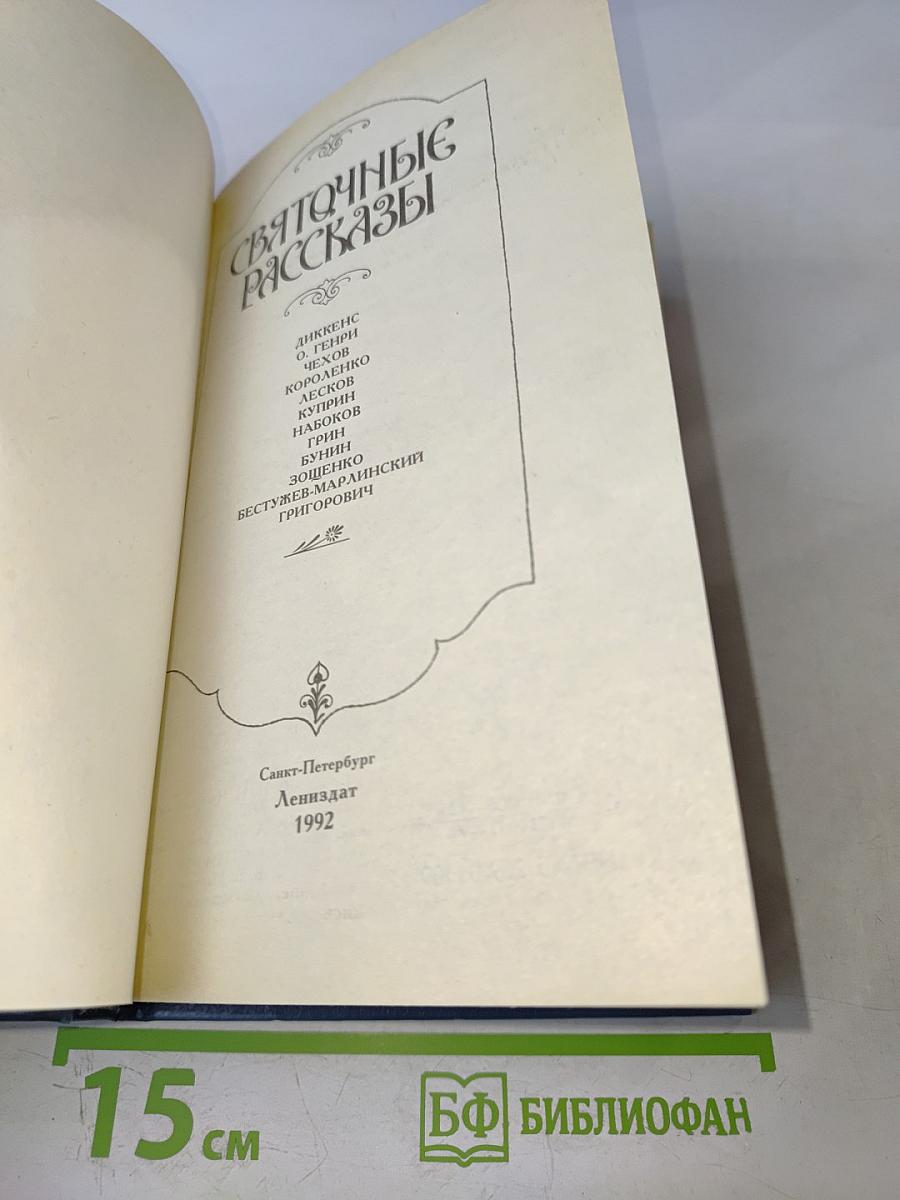 СВЯТОЧНЫЕ
РАССКАЗЫ
ДИККЕНС
О. ГЕНРИ
ЧЕХОВ
КОРОЛЕНКО
ЛЕСКОВ
КУПРИН
НАБОКОВ
ГРИН
БУНИН
ЗОЩЕНКО
БЕСТУЖЕВ-МАРЛИНСКИЙ
ГРИГОРОВИЧ
Санкт-Петербург
Лениздат
1992
15 см
БФ БИБЛИОФАН